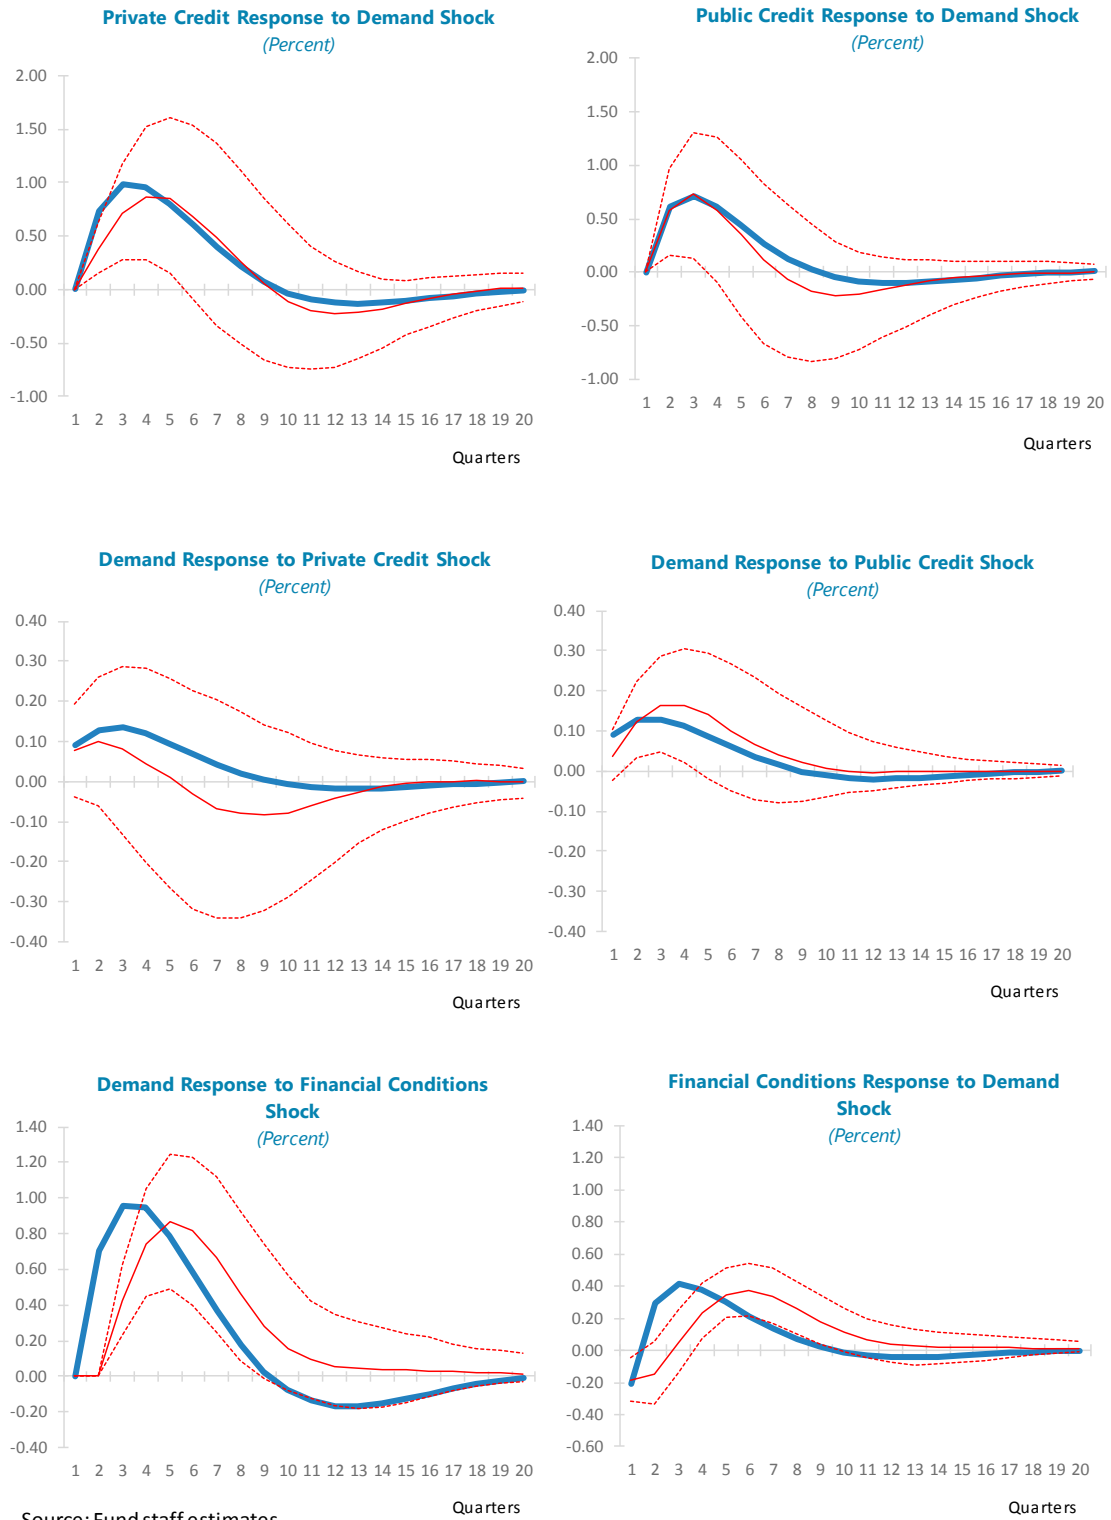 Private Credit Response to Demand Shock
(Percent)
2.00
1.50
1.00
0.50
0.00
-0.50
-1.00
1 2 3 4 5 6 7 8 9 10 11 12 13 14 15 16 17 18 19 20
Quarters
Public Credit Response to Demand Shock
(Percent)
2.00
1.50
1.00
0.50
0.00
-0.50
-1.00
1 2 3 4 5 6 7 8 9 10 11 12 13 14 15 16 17 18 19 20
Quarters
Demand Response to Private Credit Shock
(Percent)
0.40
0.30
0.20
0.10
0.00
-0.10
-0.20
-0.30
-0.40
1 2 3 4 5 6 7 8 9 10 11 12 13 14 15 16 17 18 19 20
Quarters
Demand Response to Public Credit Shock
(Percent)
0.40
0.30
0.20
0.10
0.00
-0.10
-0.20
-0.30
-0.40
1 2 3 4 5 6 7 8 9 10 11 12 13 14 15 16 17 18 19 20
Quarters
Demand Response to Financial Conditions
Shock
(Percent)
1.40
1.20
1.00
0.80
0.60
0.40
0.20
0.00
-0.20
-0.40
1 2 3 4 5 6 7 8 9 10 11 12 13 14 15 16 17 18 19 20
Quarters
Financial Conditions Response to Demand
Shock
(Percent)
1.40
1.20
1.00
0.80
0.60
0.40
0.20
0.00
-0.20
-0.40
-0.60
1 2 3 4 5 6 7 8 9 10 11 12 13 14 15 16 17 18 19 20
Quarters
Source: Fund staff estimates